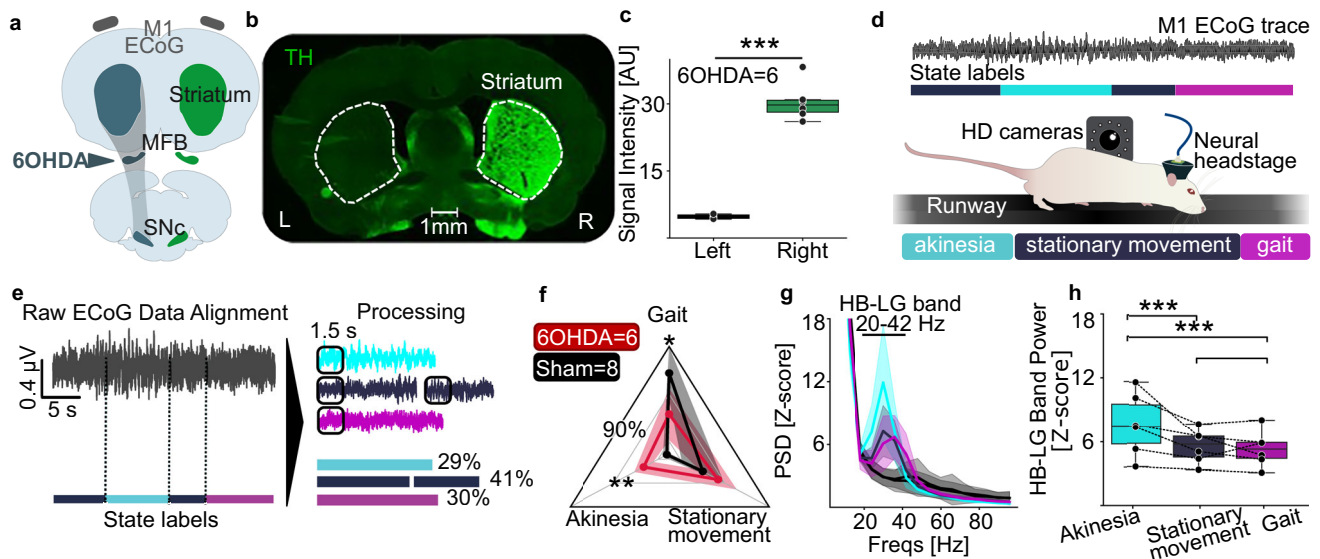 a
M1
ECoG
Striatum
MFB
6OHDA
SNc
b
TH
Striatum
L
1mm
R
c
***
6OHDA=6
Signal Intensity [AU]
30
15
0
Left
Right
d
M1 ECoG trace
State labels
HD cameras
Neural
headstage
Runway
akinesia
stationary movement
gait
e
Raw ECoG Data Alignment
Processing
1.5 s
0.4 μV
5 s
29%
41%
30%
State labels
f
Gait
6OHDA=6
Sham=8
*
90%
**
Akinesia
Stationary
movement
g
HB-LG band
20-42 Hz
PSD [Z-score]
18
12
6
20
40
60
80
Freqs [Hz]
h
***
***
HB-LG Band Power
[Z-score]
18
12
6
0
Akinesia
Stationary
movement
Gait